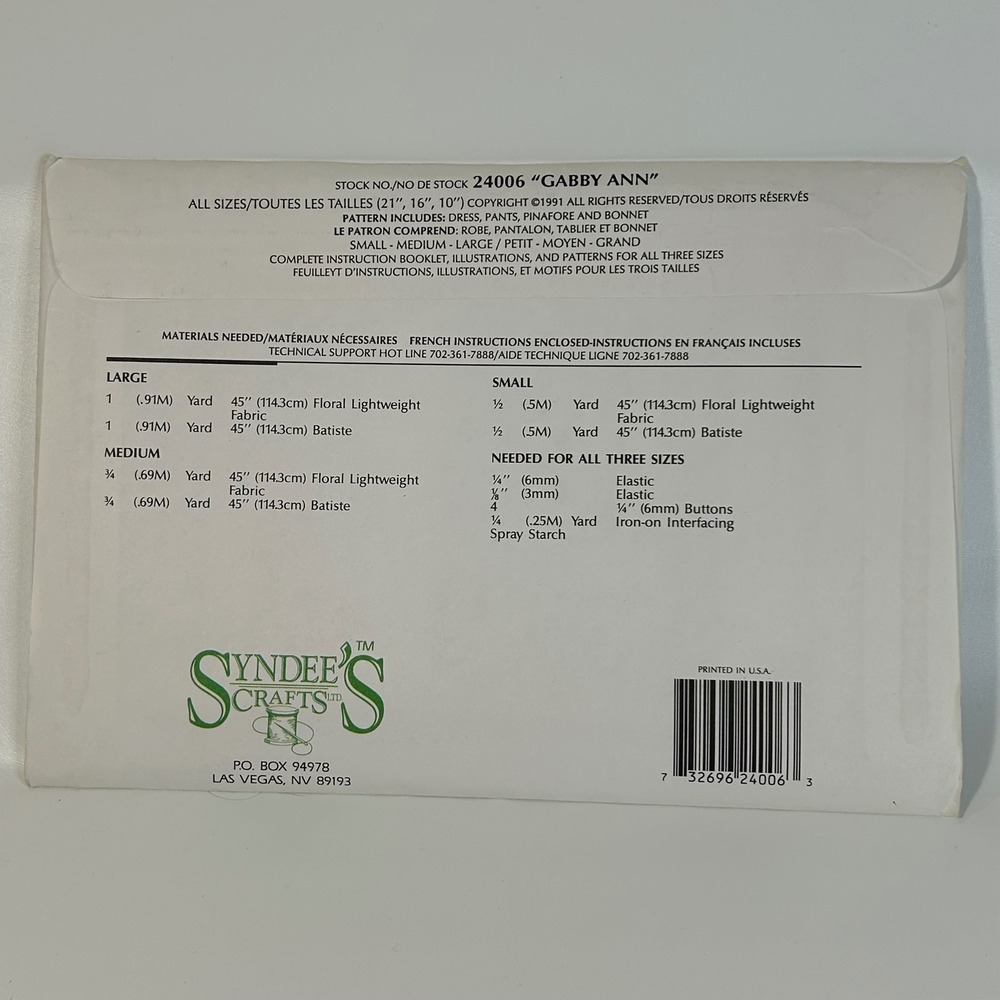 STOCK NO./NO DE STOCK 24006 “GABBY ANN”
ALL SIZES/TOUTES LES TAILLES (21”, 16”, 10”) COPYRIGHT ©1991 ALL RIGHTS RESERVED/TOUS DROITS RÉSERVÉS
PATTERN INCLUDES: DRESS, PANTS, PINAFORE AND BONNET
LE PATRON COMPREND: ROBE, PANTALON, TABLIER ET BONNET
SMALL - MEDIUM - LARGE / PETIT - MOYEN - GRAND
COMPLETE INSTRUCTION BOOKLET, ILLUSTRATIONS, AND PATTERNS FOR ALL THREE SIZES
FEUILLEYT D’INSTRUCTIONS, ILLUSTRATIONS, ET MOTIFS POUR LES TROIS TAILLES
MATERIALS NEEDED/MATÉRIAUX NÉCESSAIRES FRENCH INSTRUCTIONS ENCLOSED-INSTRUCTIONS EN FRANÇAIS INCLUSES
TECHNICAL SUPPORT HOT LINE 702-361-7888/AIDE TECHNIQUE LIGNE 702-361-7888
LARGE
1 (.91M) Yard 45” (114.3cm) Floral Lightweight
Fabric
1 (.91M) Yard 45” (114.3cm) Batiste
MEDIUM
¾ (.69M) Yard 45” (114.3cm) Floral Lightweight
Fabric
¾ (.69M) Yard 45” (114.3cm) Batiste
SMALL
½ (.5M) Yard 45” (114.3cm) Floral Lightweight
Fabric
½ (.5M) Yard 45” (114.3cm) Batiste
NEEDED FOR ALL THREE SIZES
¼” (6mm) Elastic
⅛” (3mm) Elastic
4 ¼” (6mm) Buttons
¼ (.25M) Yard Iron-on Interfacing
Spray Starch
SYNDEE’S™
CRAFTS LTD.
P.O. BOX 94978
LAS VEGAS, NV 89193
PRINTED IN U.S.A.
7 32696 24006 3